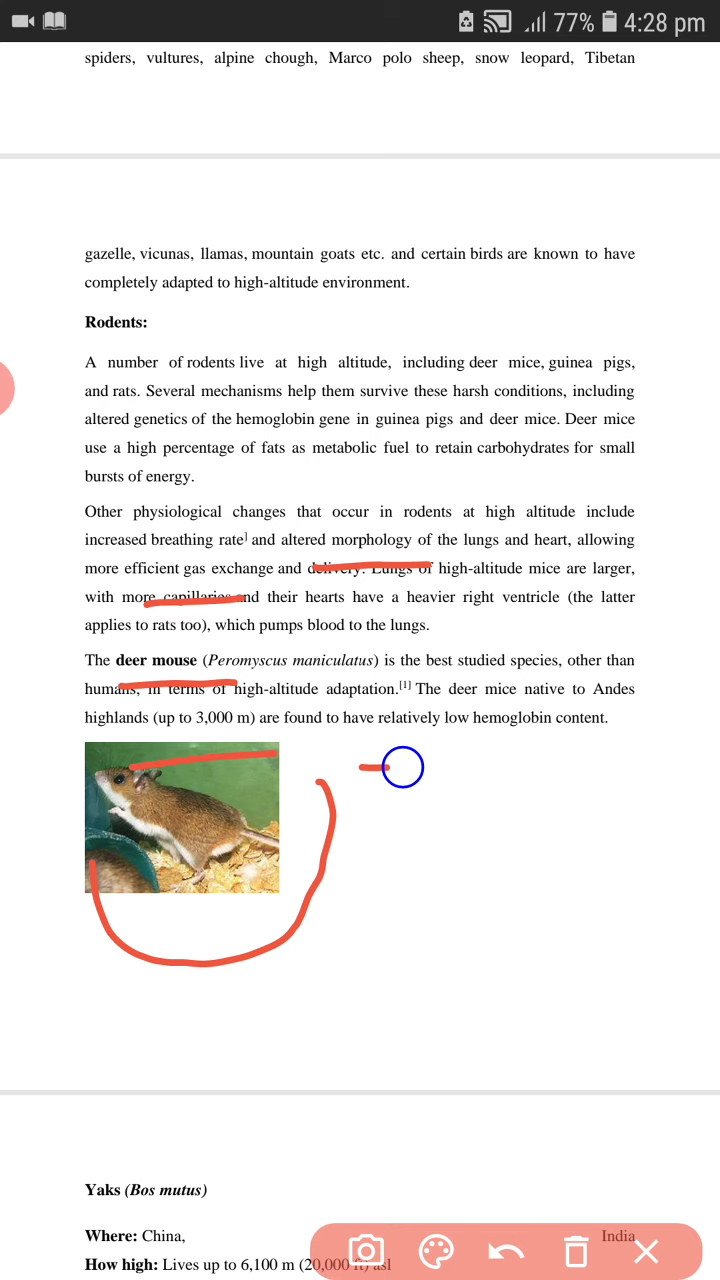 77% 4:28 pm
spiders, vultures, alpine chough, Marco polo sheep, snow leopard, Tibetan
gazelle, vicunas, llamas, mountain goats etc. and certain birds are known to have
completely adapted to high-altitude environment.
Rodents:
A number of rodents live at high altitude, including deer mice, guinea pigs,
and rats. Several mechanisms help them survive these harsh conditions, including
altered genetics of the hemoglobin gene in guinea pigs and deer mice. Deer mice
use a high percentage of fats as metabolic fuel to retain carbohydrates for small
bursts of energy.
Other physiological changes that occur in rodents at high altitude include
increased breathing rate] and altered morphology of the lungs and heart, allowing
more efficient gas exchange and delivery. Lungs of high-altitude mice are larger,
with more capillaries and their hearts have a heavier right ventricle (the latter
applies to rats too), which pumps blood to the lungs.
The deer mouse (Peromyscus maniculatus) is the best studied species, other than
humans, in terms of high-altitude adaptation.[1] The deer mice native to Andes
highlands (up to 3,000 m) are found to have relatively low hemoglobin content.
Yaks (Bos mutus)
Where: China, India
How high: Lives up to 6,100 m (20,000 ft) asl